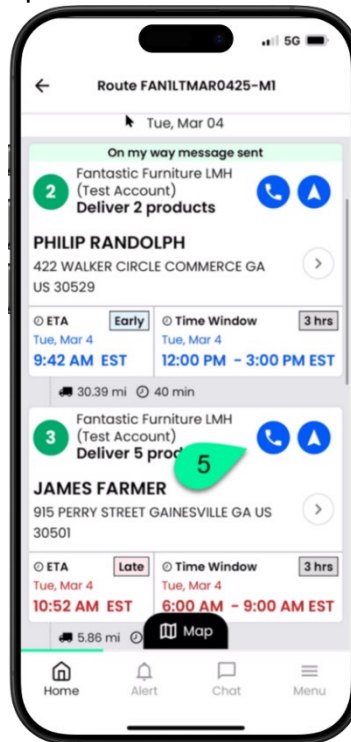 5G
Route FAN1LTMAR0425-M1
Tue, Mar 04
On my way message sent
2
Fantastic Furniture LMH
(Test Account)
Deliver 2 products
PHILIP RANDOLPH
422 WALKER CIRCLE COMMERCE GA
US 30529
ETA Early
Tue, Mar 4
9:42 AM EST
Time Window 3 hrs
Tue, Mar 4
12:00 PM - 3:00 PM EST
30.39 mi 40 min
3
Fantastic Furniture LMH
(Test Account)
Deliver 5
5
JAMES FARMER
915 PERRY STREET GAINESVILLE GA US
30501
ETA Late
Tue, Mar 4
10:52 AM EST
Time Window 3 hrs
Tue, Mar 4
6:00 AM - 9:00 AM EST
5.86 mi
Map
Home Alert Chat Menu